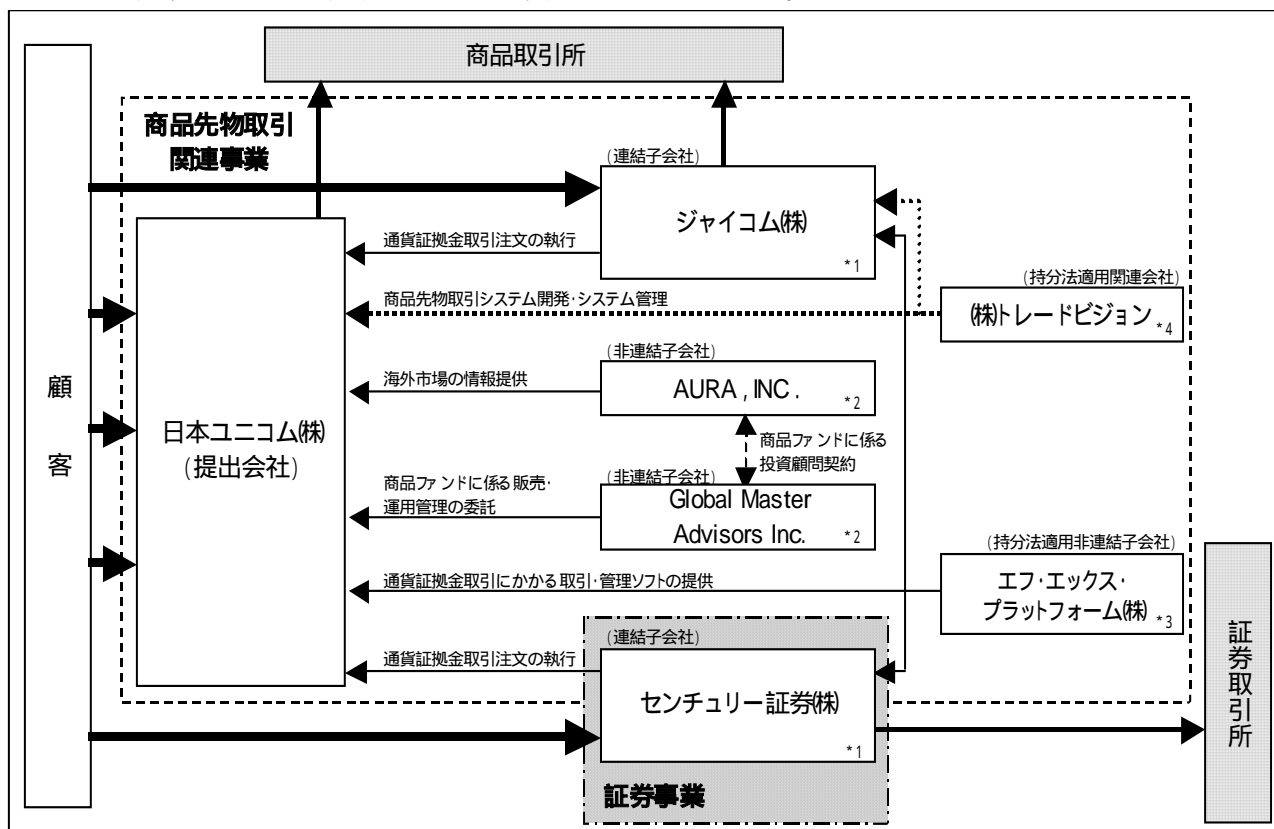 商品取引所
商品先物取引
関連事業
(連結子会社)
ジャイコム㈱
*1
通貨証拠金取引注文の執行
(持分法適用関連会社)
㈱トレードビジョン
*4
商品先物取引システム開発・システム管理
顧
客
日本ユニコム㈱
(提出会社)
(非連結子会社)
AURA , INC .
*2
海外市場の情報提供
商品ファンドに係る
投資顧問契約
(非連結子会社)
Global Master
Advisors Inc.
*2
商品ファンドに係る販売・
運用管理の委託
(持分法適用非連結子会社)
エフ・エックス・
プラットフォーム㈱
*3
通貨証拠金取引にかかる取引・管理ソフトの提供
(連結子会社)
センチュリー証券㈱
*1
通貨証拠金取引注文の執行
証券事業
証券取引所